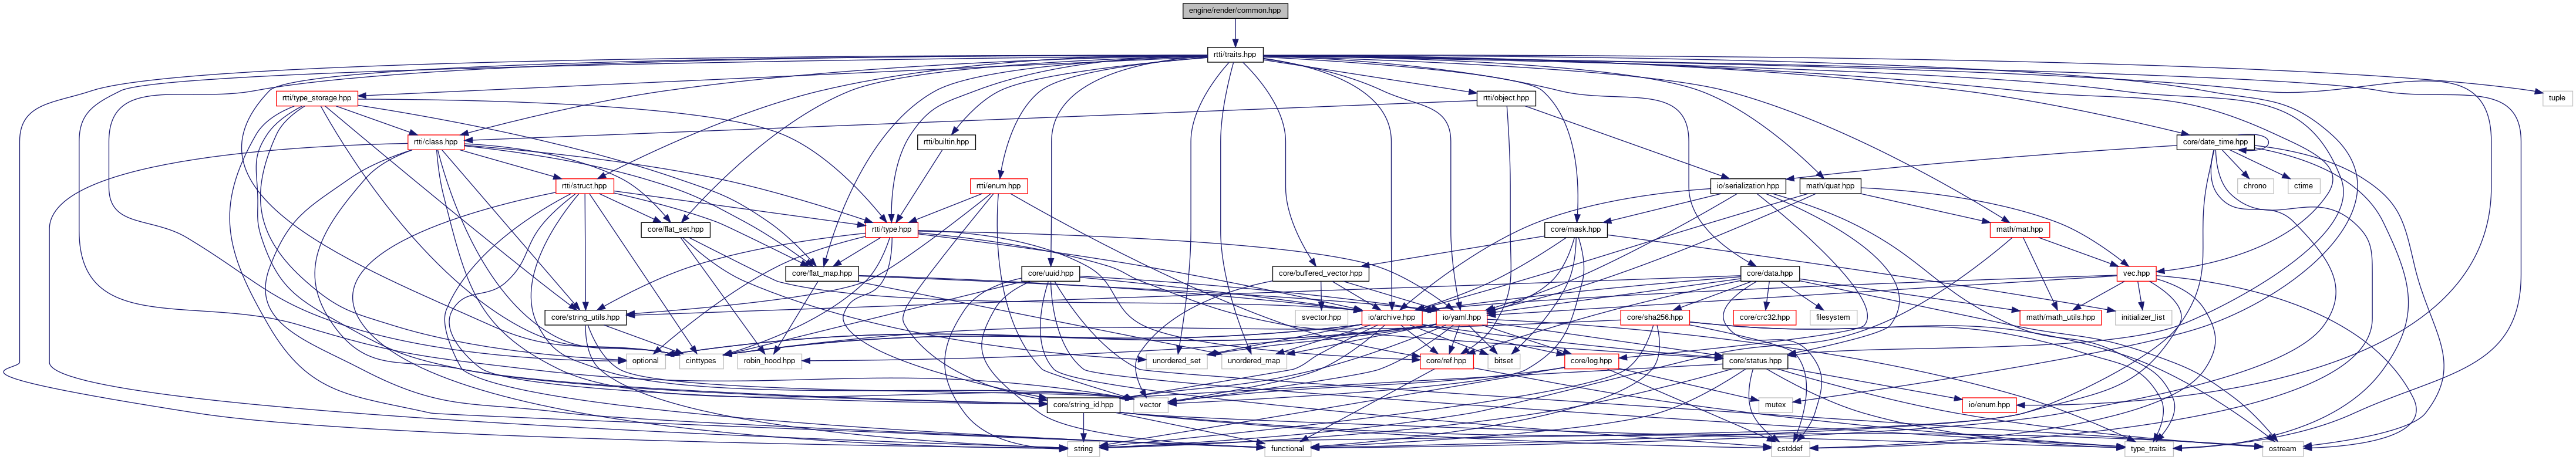 engine/render/common.hpp
rtti/traits.hpp
rtti/type_storage.hpp
rtti/object.hpp
tuple
rtti/class.hpp
rtti/builtin.hpp
core/date_time.hpp
rtti/struct.hpp
rtti/enum.hpp
io/serialization.hpp
math/quat.hpp
chrono
ctime
core/flat_set.hpp
rtti/type.hpp
core/mask.hpp
math/mat.hpp
core/flat_map.hpp
core/uuid.hpp
core/buffered_vector.hpp
core/data.hpp
vec.hpp
core/string_utils.hpp
svector.hpp
io/archive.hpp
io/yaml.hpp
core/sha256.hpp
core/crc32.hpp
filesystem
math/math_utils.hpp
initializer_list
optional
cinttypes
robin_hood.hpp
unordered_set
unordered_map
core/ref.hpp
bitset
core/log.hpp
core/status.hpp
core/string_id.hpp
vector
mutex
io/enum.hpp
string
functional
cstddef
type_traits
ostream